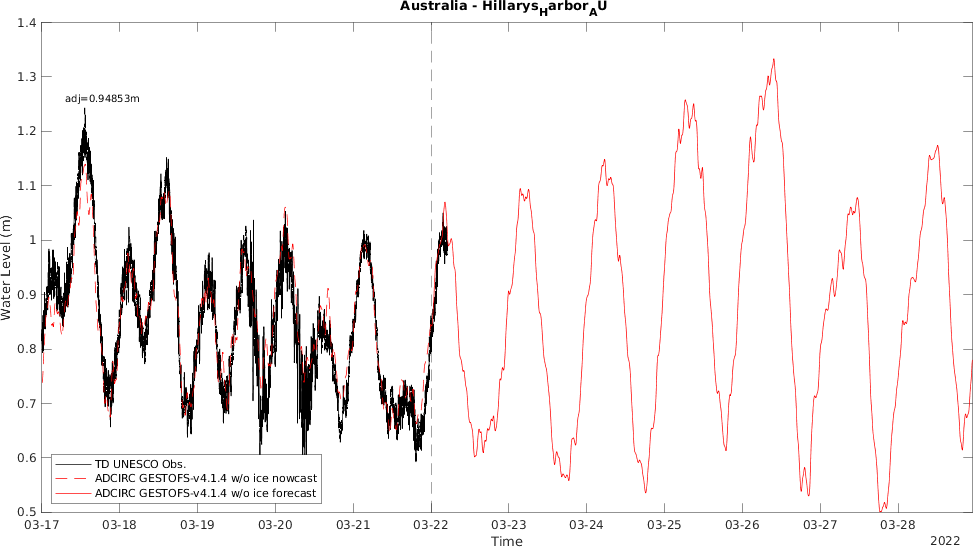 Australia - HillarysHarborAU
1.4
1.3
adj=0.94853m
1.2
1.1
1
Water Level (m)
0.9
0.8
0.7
0.6
0.5
TD UNESCO Obs.
ADCIRC GESTOFS-v4.1.4 w/o ice nowcast
ADCIRC GESTOFS-v4.1.4 w/o ice forecast
03-17 03-18 03-19 03-20 03-21 03-22 03-23 03-24 03-25 03-26 03-27 03-28
Time
2022